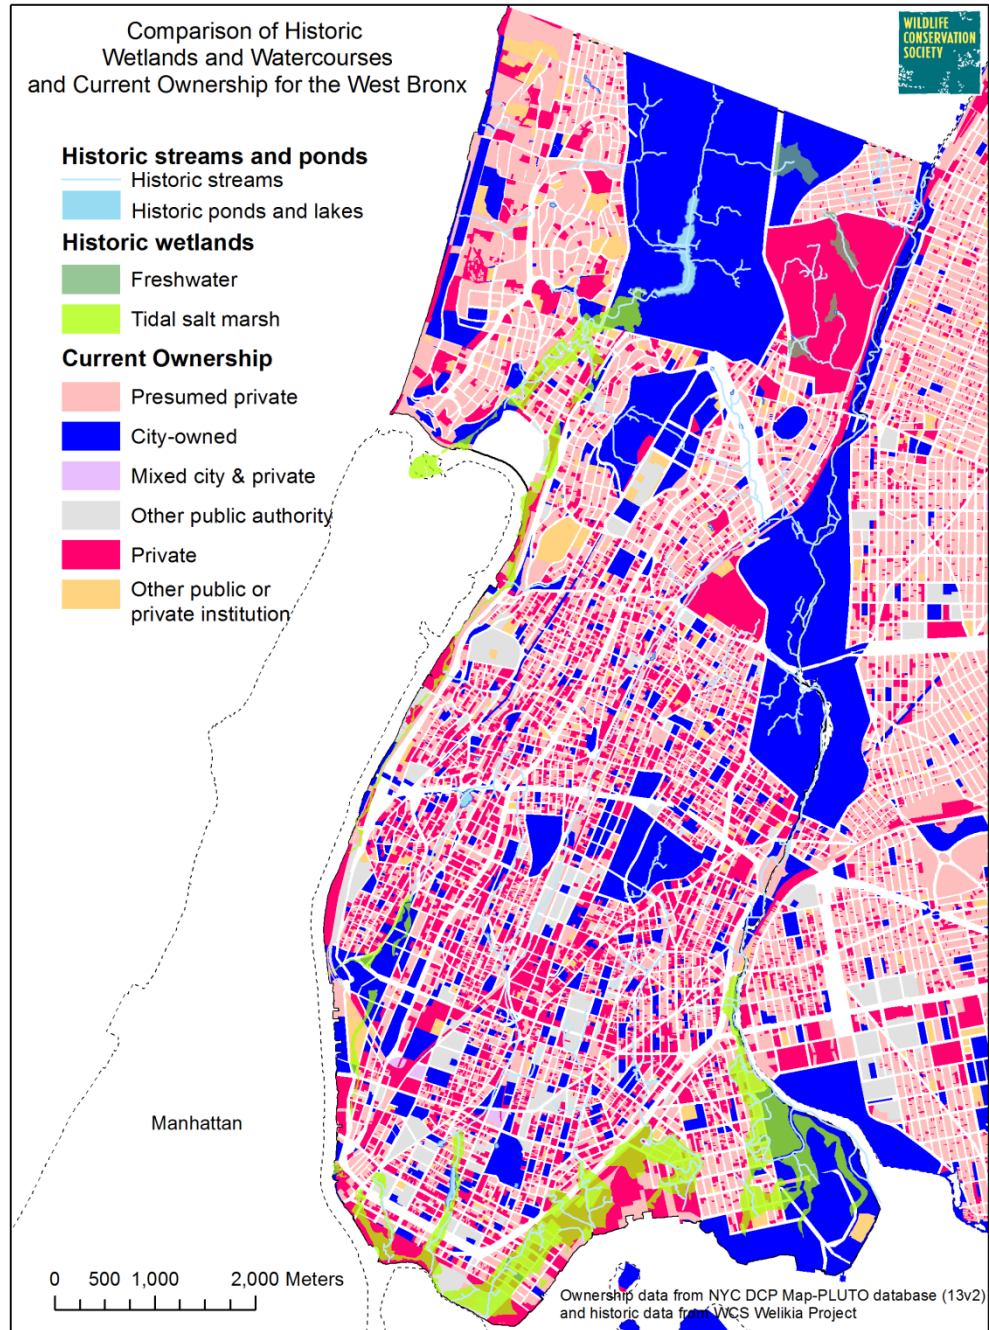 Comparison of Historic
Wetlands and Watercourses
and Current Ownership for the West Bronx
WILDLIFE
CONSERVATION
SOCIETY
Historic streams and ponds
Historic streams
Historic ponds and lakes
Historic wetlands
Freshwater
Tidal salt marsh
Current Ownership
Presumed private
City-owned
Mixed city & private
Other public authority
Private
Other public or
private institution
Manhattan
0 500 1,000 2,000 Meters
Ownership data from NYC DCP Map-PLUTO database (13v2)
and historic data from WCS Welikia Project